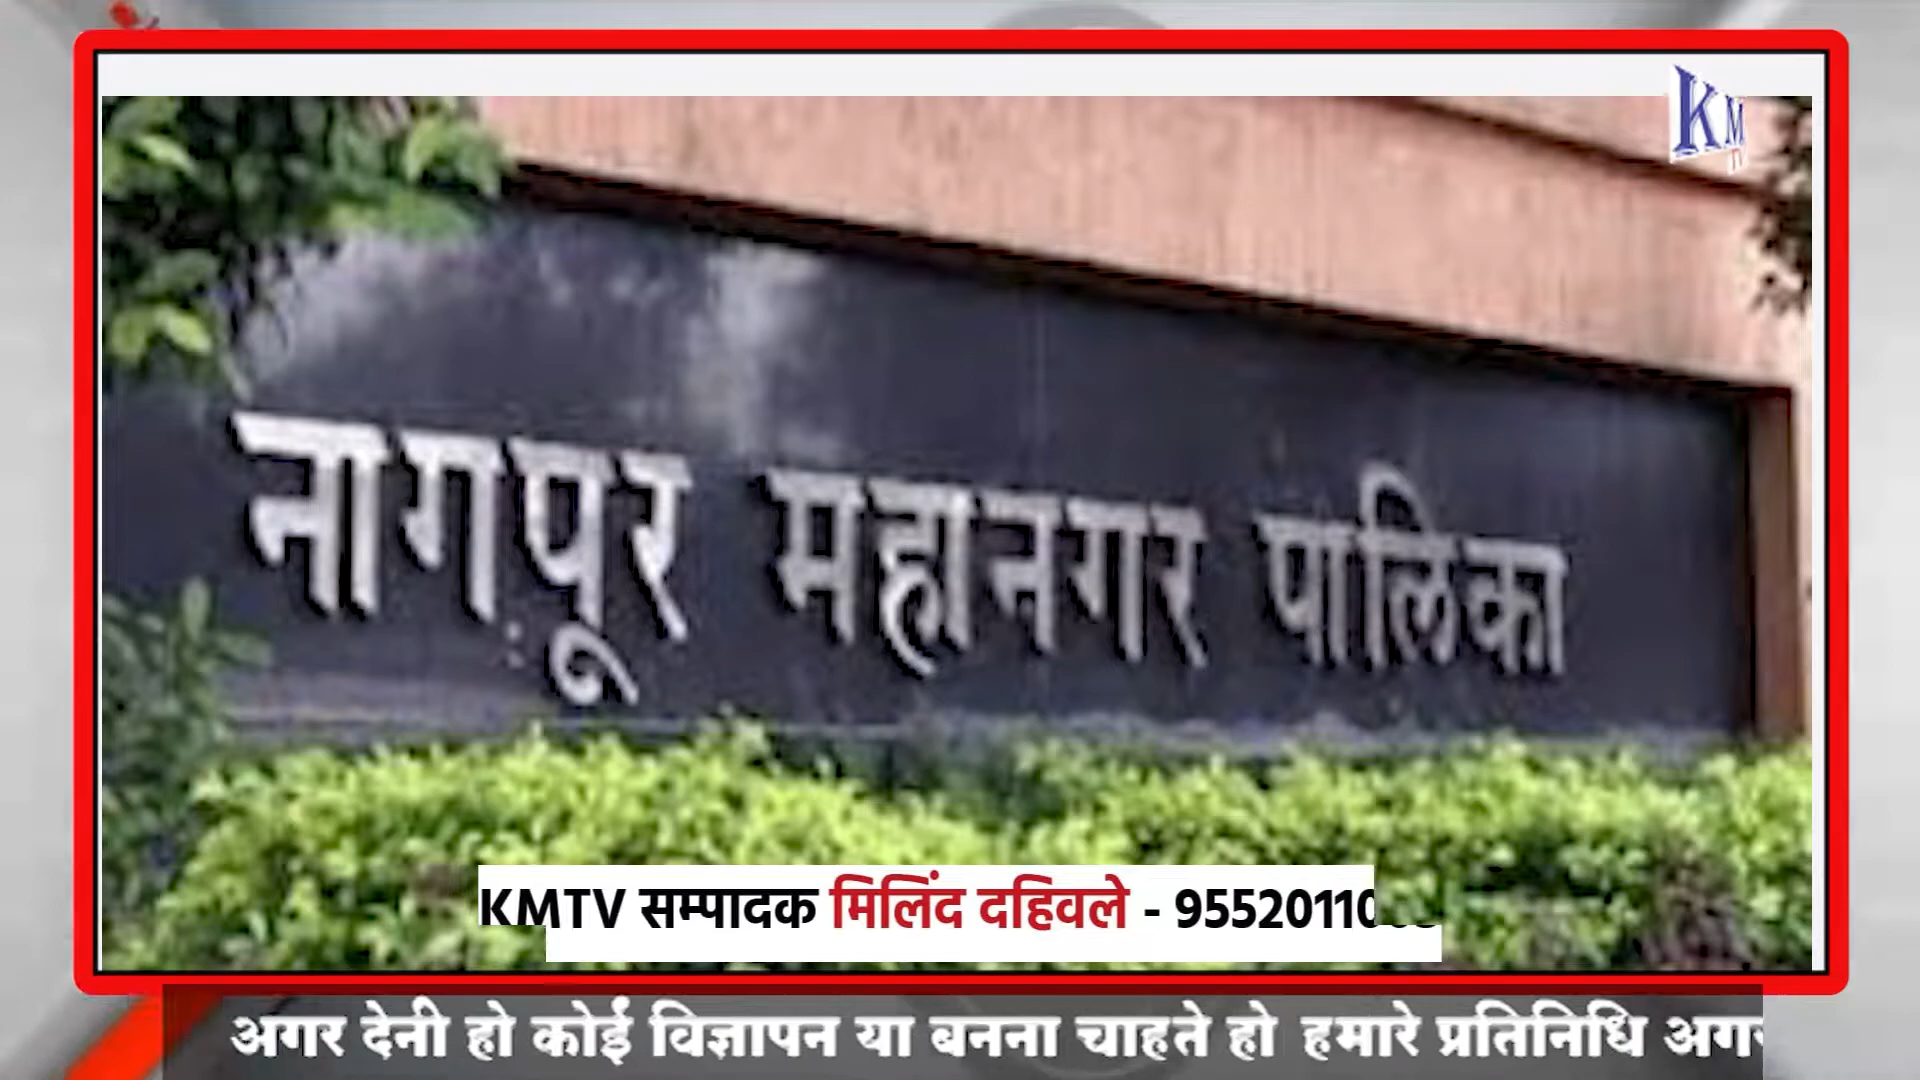 KM
नागपूर महानगर पालिका
KMTV सम्पादक मिलिंद दहिवले - 95520110
अगर देनी हो कोई विज्ञापन या बनना चाहते हो हमारे प्रतिनिधि